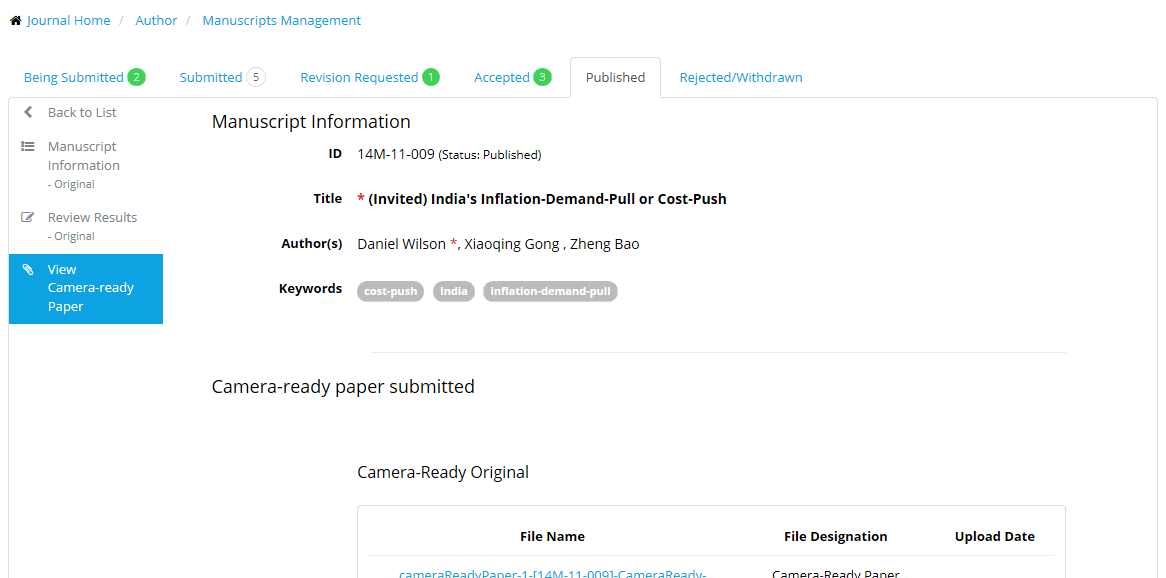 Journal Home / Author / Manuscripts Management
Being Submitted 2 Submitted 5 Revision Requested 1 Accepted 3 Published Rejected/Withdrawn
Back to List
Manuscript
Information
- Original
Review Results
- Original
View
Camera-ready
Paper
Manuscript Information
ID 14M-11-009 (Status: Published)
Title * (Invited) India's Inflation-Demand-Pull or Cost-Push
Author(s) Daniel Wilson *, Xiaoqing Gong , Zheng Bao
Keywords cost-push India inflation-demand-pull
Camera-ready paper submitted
Camera-Ready Original
File Name File Designation Upload Date
cameraReadyPaper-1-[14M-11-009]-CameraReady- Camera-Ready Paper